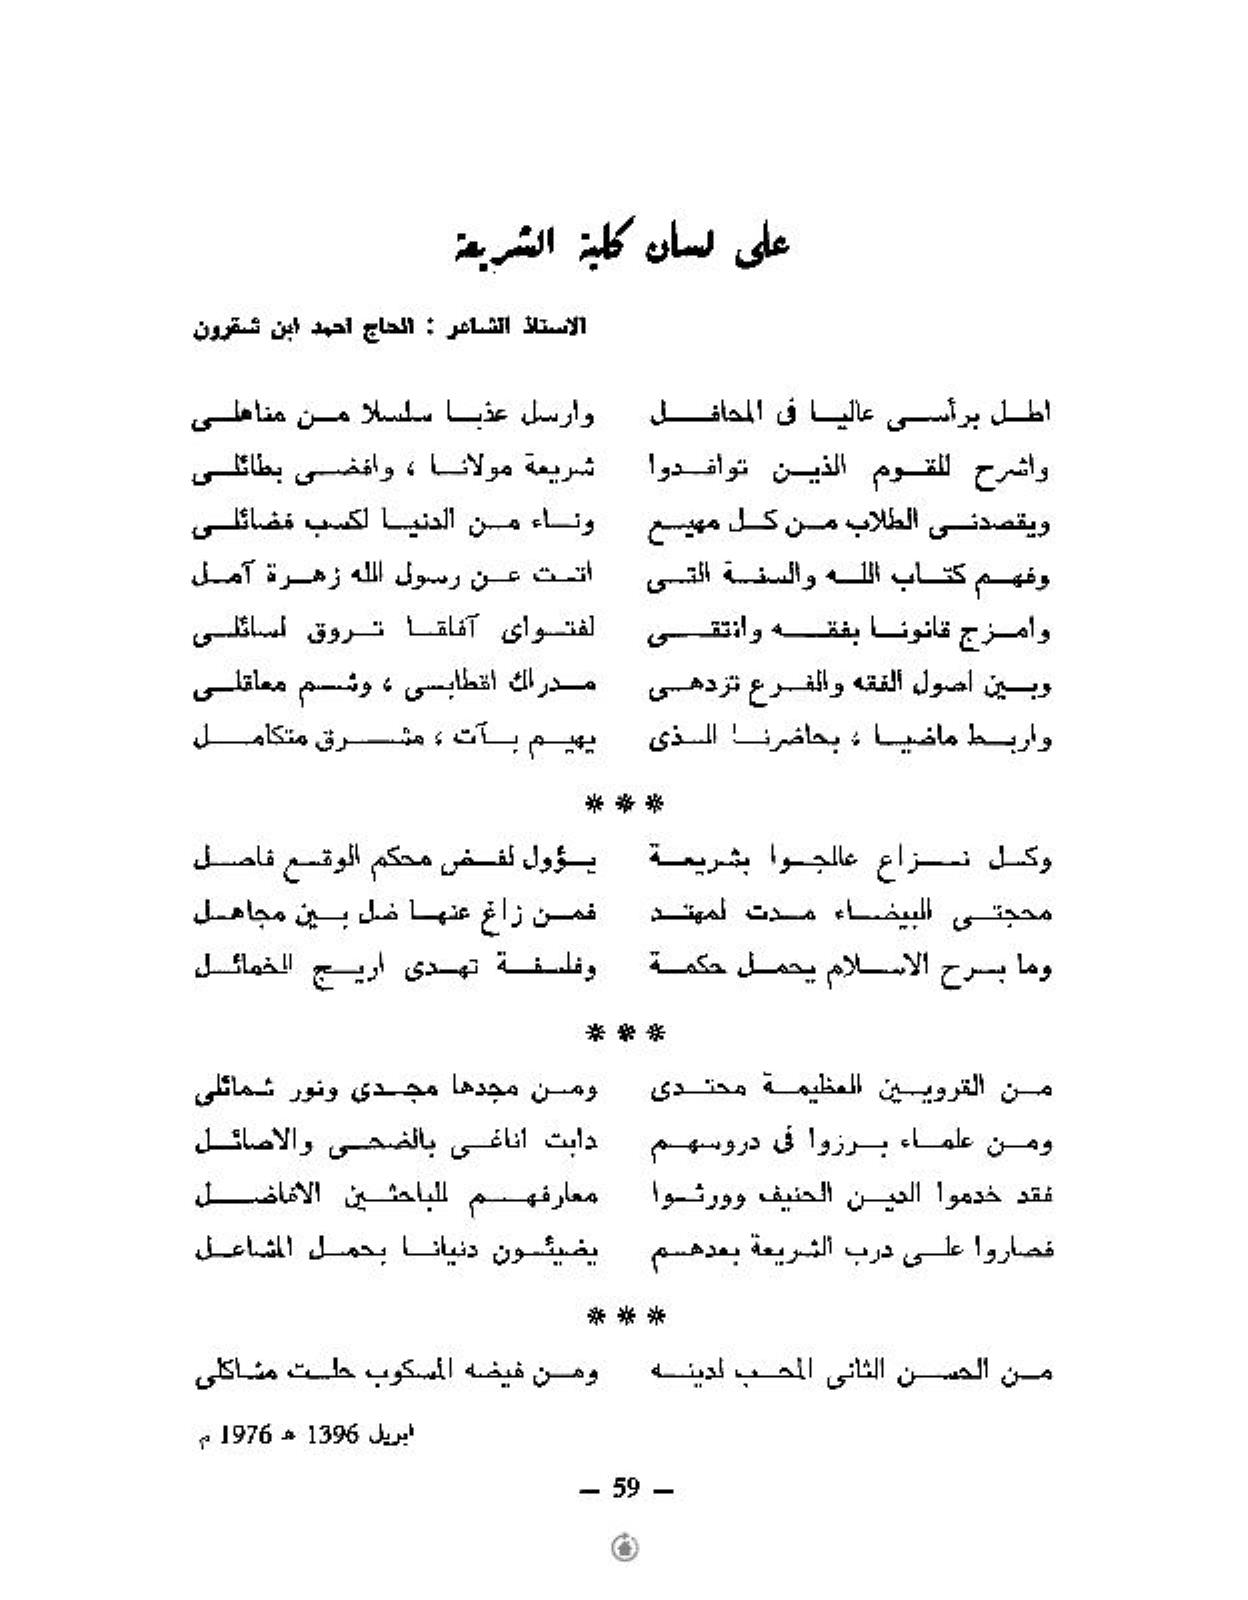 على لسان كلية الشريعة
الاستاذ الشاعر : الحاج احمد ابن شقرون
اطل برأسى عاليا فى المحافل وارسل عذبا سلسلا من مناهلى
واشرح للقوم الذين توافدوا شريعة مولانا ، وافضى بطائلى
ويقصدنى الطلاب من كل مهيع وناء من الدنيا لكسب فضائلى
وفهم كتاب الله والسنة التى اتت عن رسول الله زهرة آمل
وامزج قانونا بفقه وانتقى لفتواى آفاقا تروق لسائلى
وبين اصول الفقه والفرع تزدهى مدراك اقطابى ، وشم معاقلى
واربط ماضيا ، بحاضرنا الذى يهيم بآت ، مشرق متكامل
* * *
وكل نزاع عالجوا بشريعة يؤول لفض محكم الوقع فاصل
محجتى البيضاء مدت لمهتد فمن زاغ عنها ضل بين مجاهل
وما برح الاسلام يحمل حكمة وفلسفة تهدى اريج الخمائل
* * *
من القرويين العظيمة محتدى ومن مجدها مجدى ونور شمائلى
ومن علماء برزوا فى دروسهم دابت اناغى بالضحى والاصائل
فقد خدموا الدين الحنيف وورثوا معارفهم للباحثين الافاضل
فصاروا على درب الشريعة بعدهم يضيئون دنيانا بحمل المشاعل
* * *
من الحسن الثانى المحب لدينه ومن فيضه المسكوب حلت مشاكلى
ابريل 1396 هـ 1976 م
— 59 —